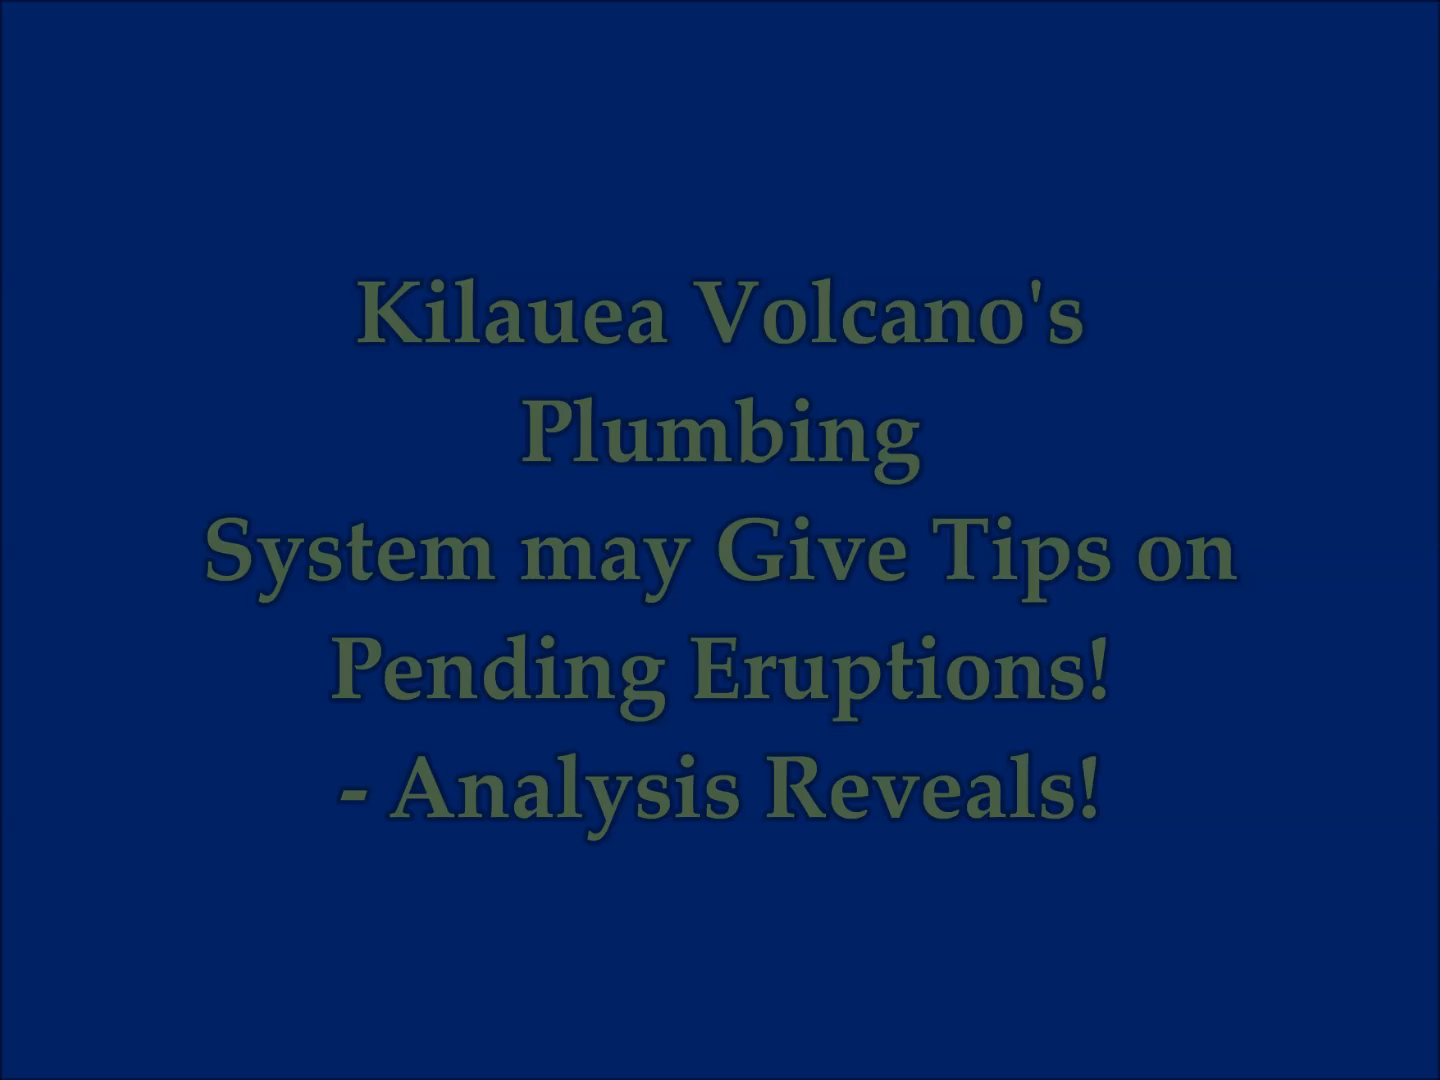 Kilauea Volcano's
Plumbing
System may Give Tips on
Pending Eruptions!
- Analysis Reveals!